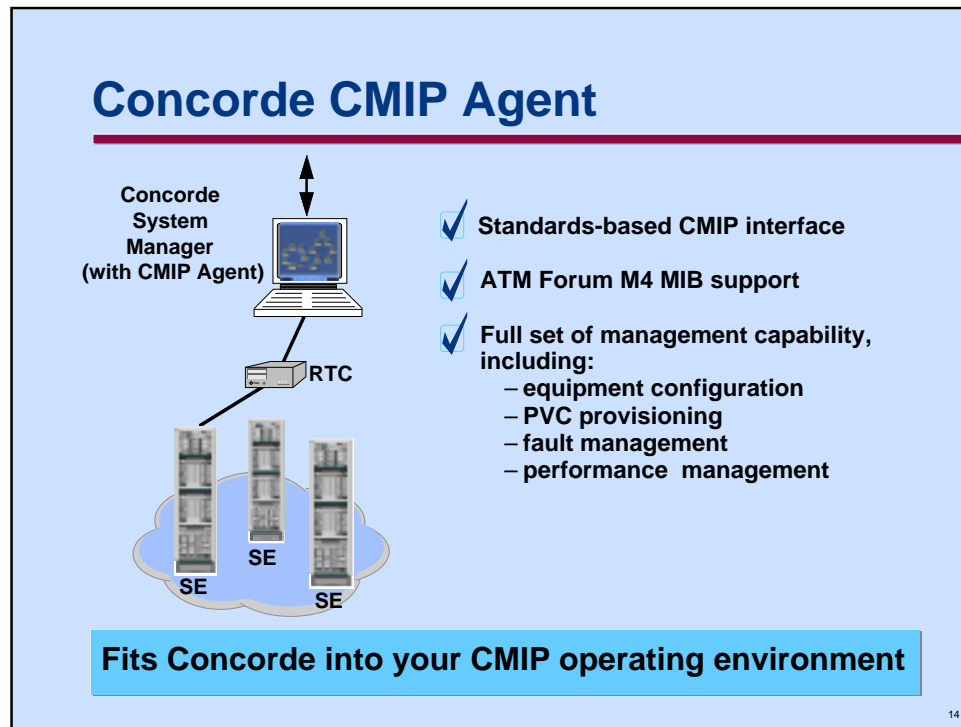 Concorde CMIP Agent
Concorde
System
Manager
(with CMIP Agent)
RTC
SE
SE
SE
Standards-based CMIP interface
ATM Forum M4 MIB support
Full set of management capability,
including:
– equipment configuration
– PVC provisioning
– fault management
– performance management
Fits Concorde into your CMIP operating environment
14